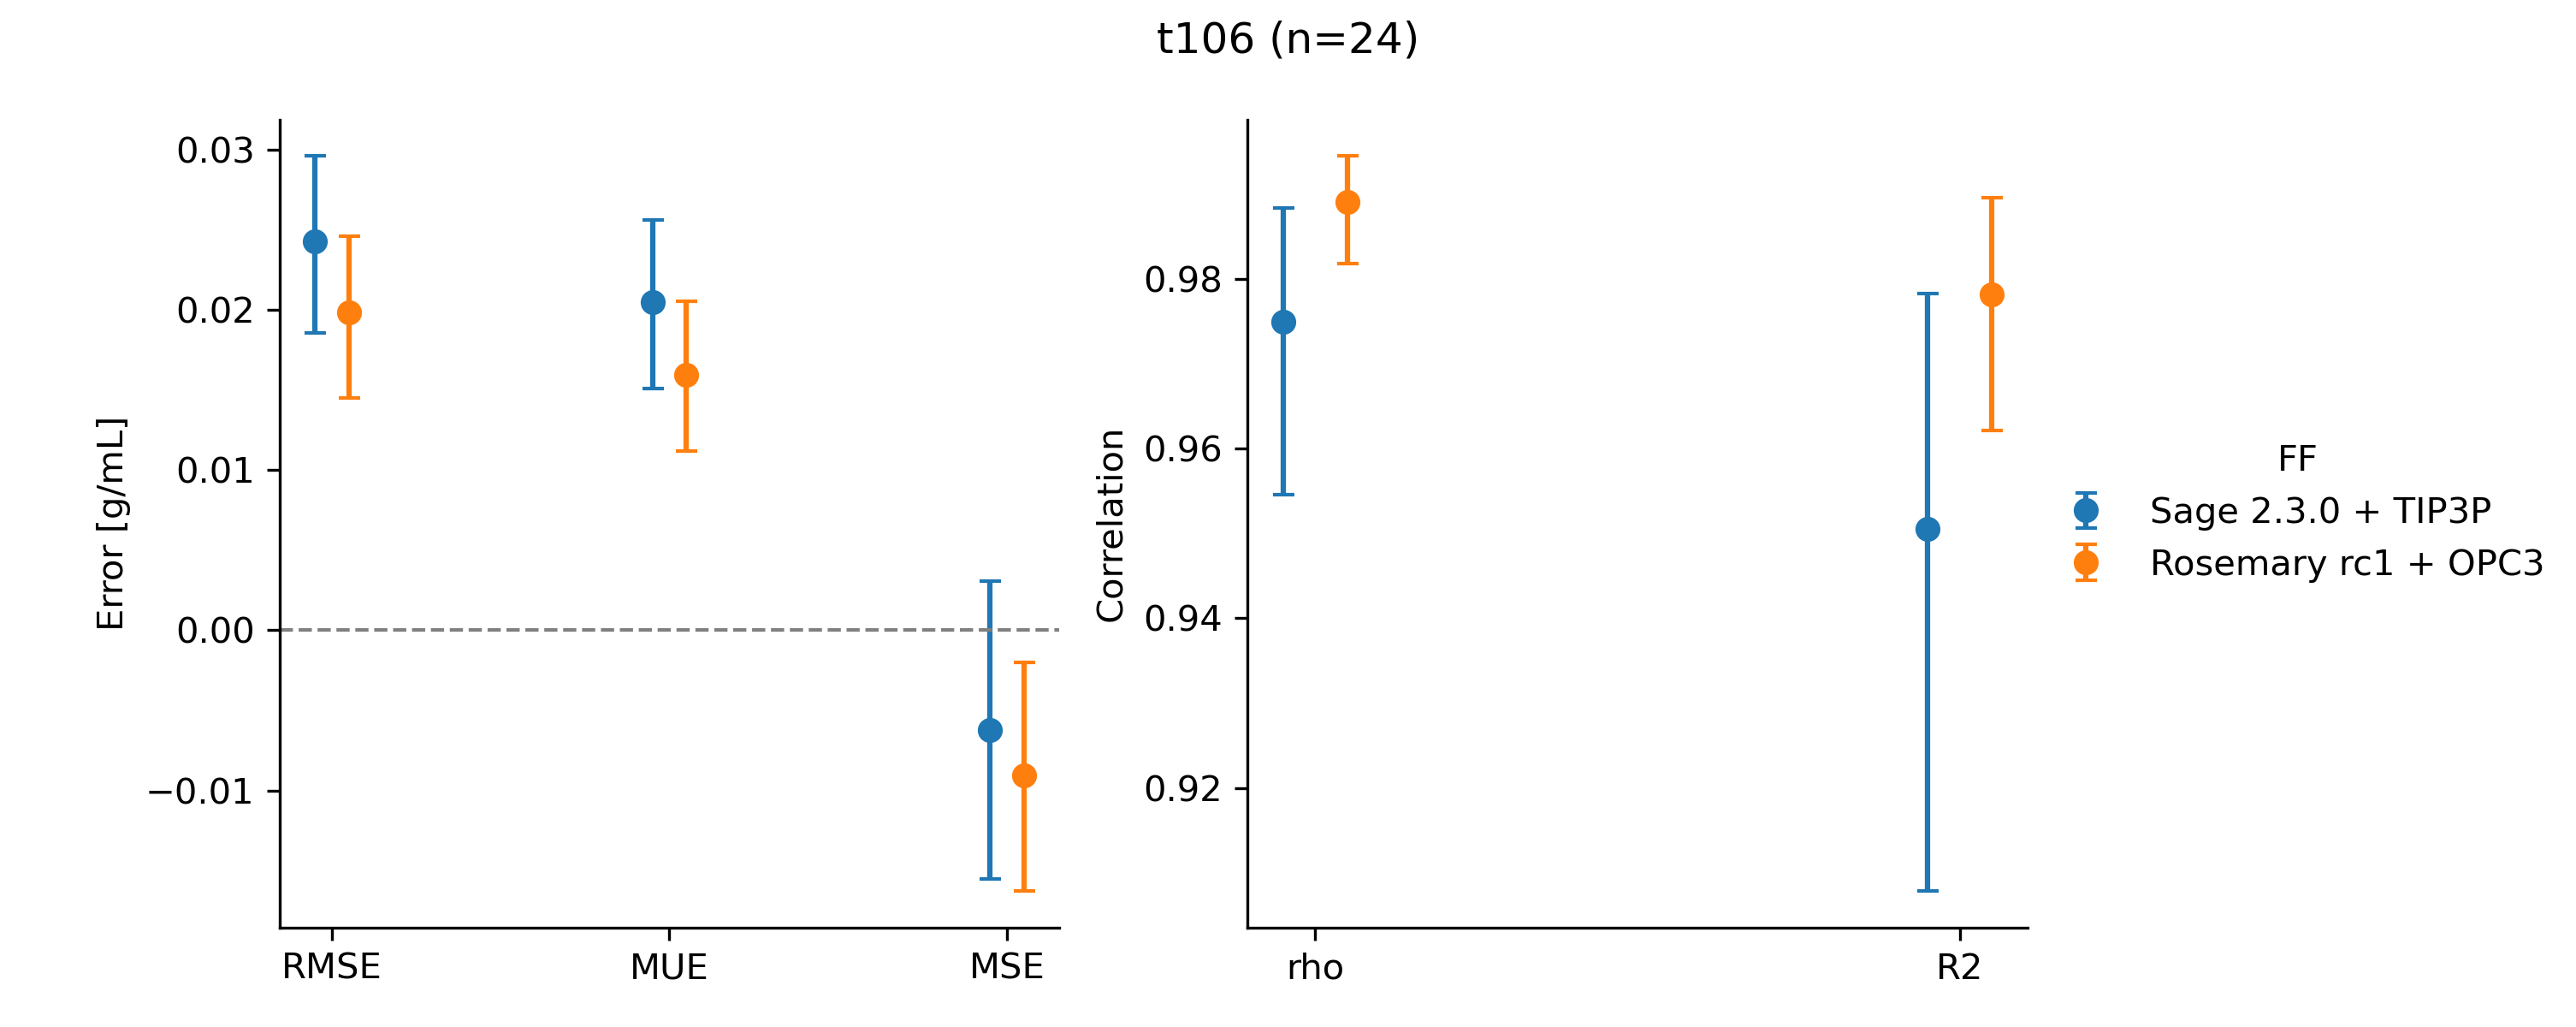 t106 (n=24)
Error [g/mL]
0.03
0.02
0.01
0.00
−0.01
RMSE
MUE
MSE
Correlation
0.98
0.96
0.94
0.92
rho
R2
FF
Sage 2.3.0 + TIP3P
Rosemary rc1 + OPC3